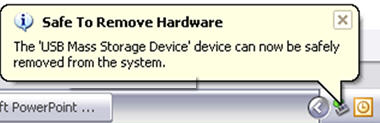 Safe To Remove Hardware
The 'USB Mass Storage Device' device can now be safely
removed from the system.
ft PowerPoint ...